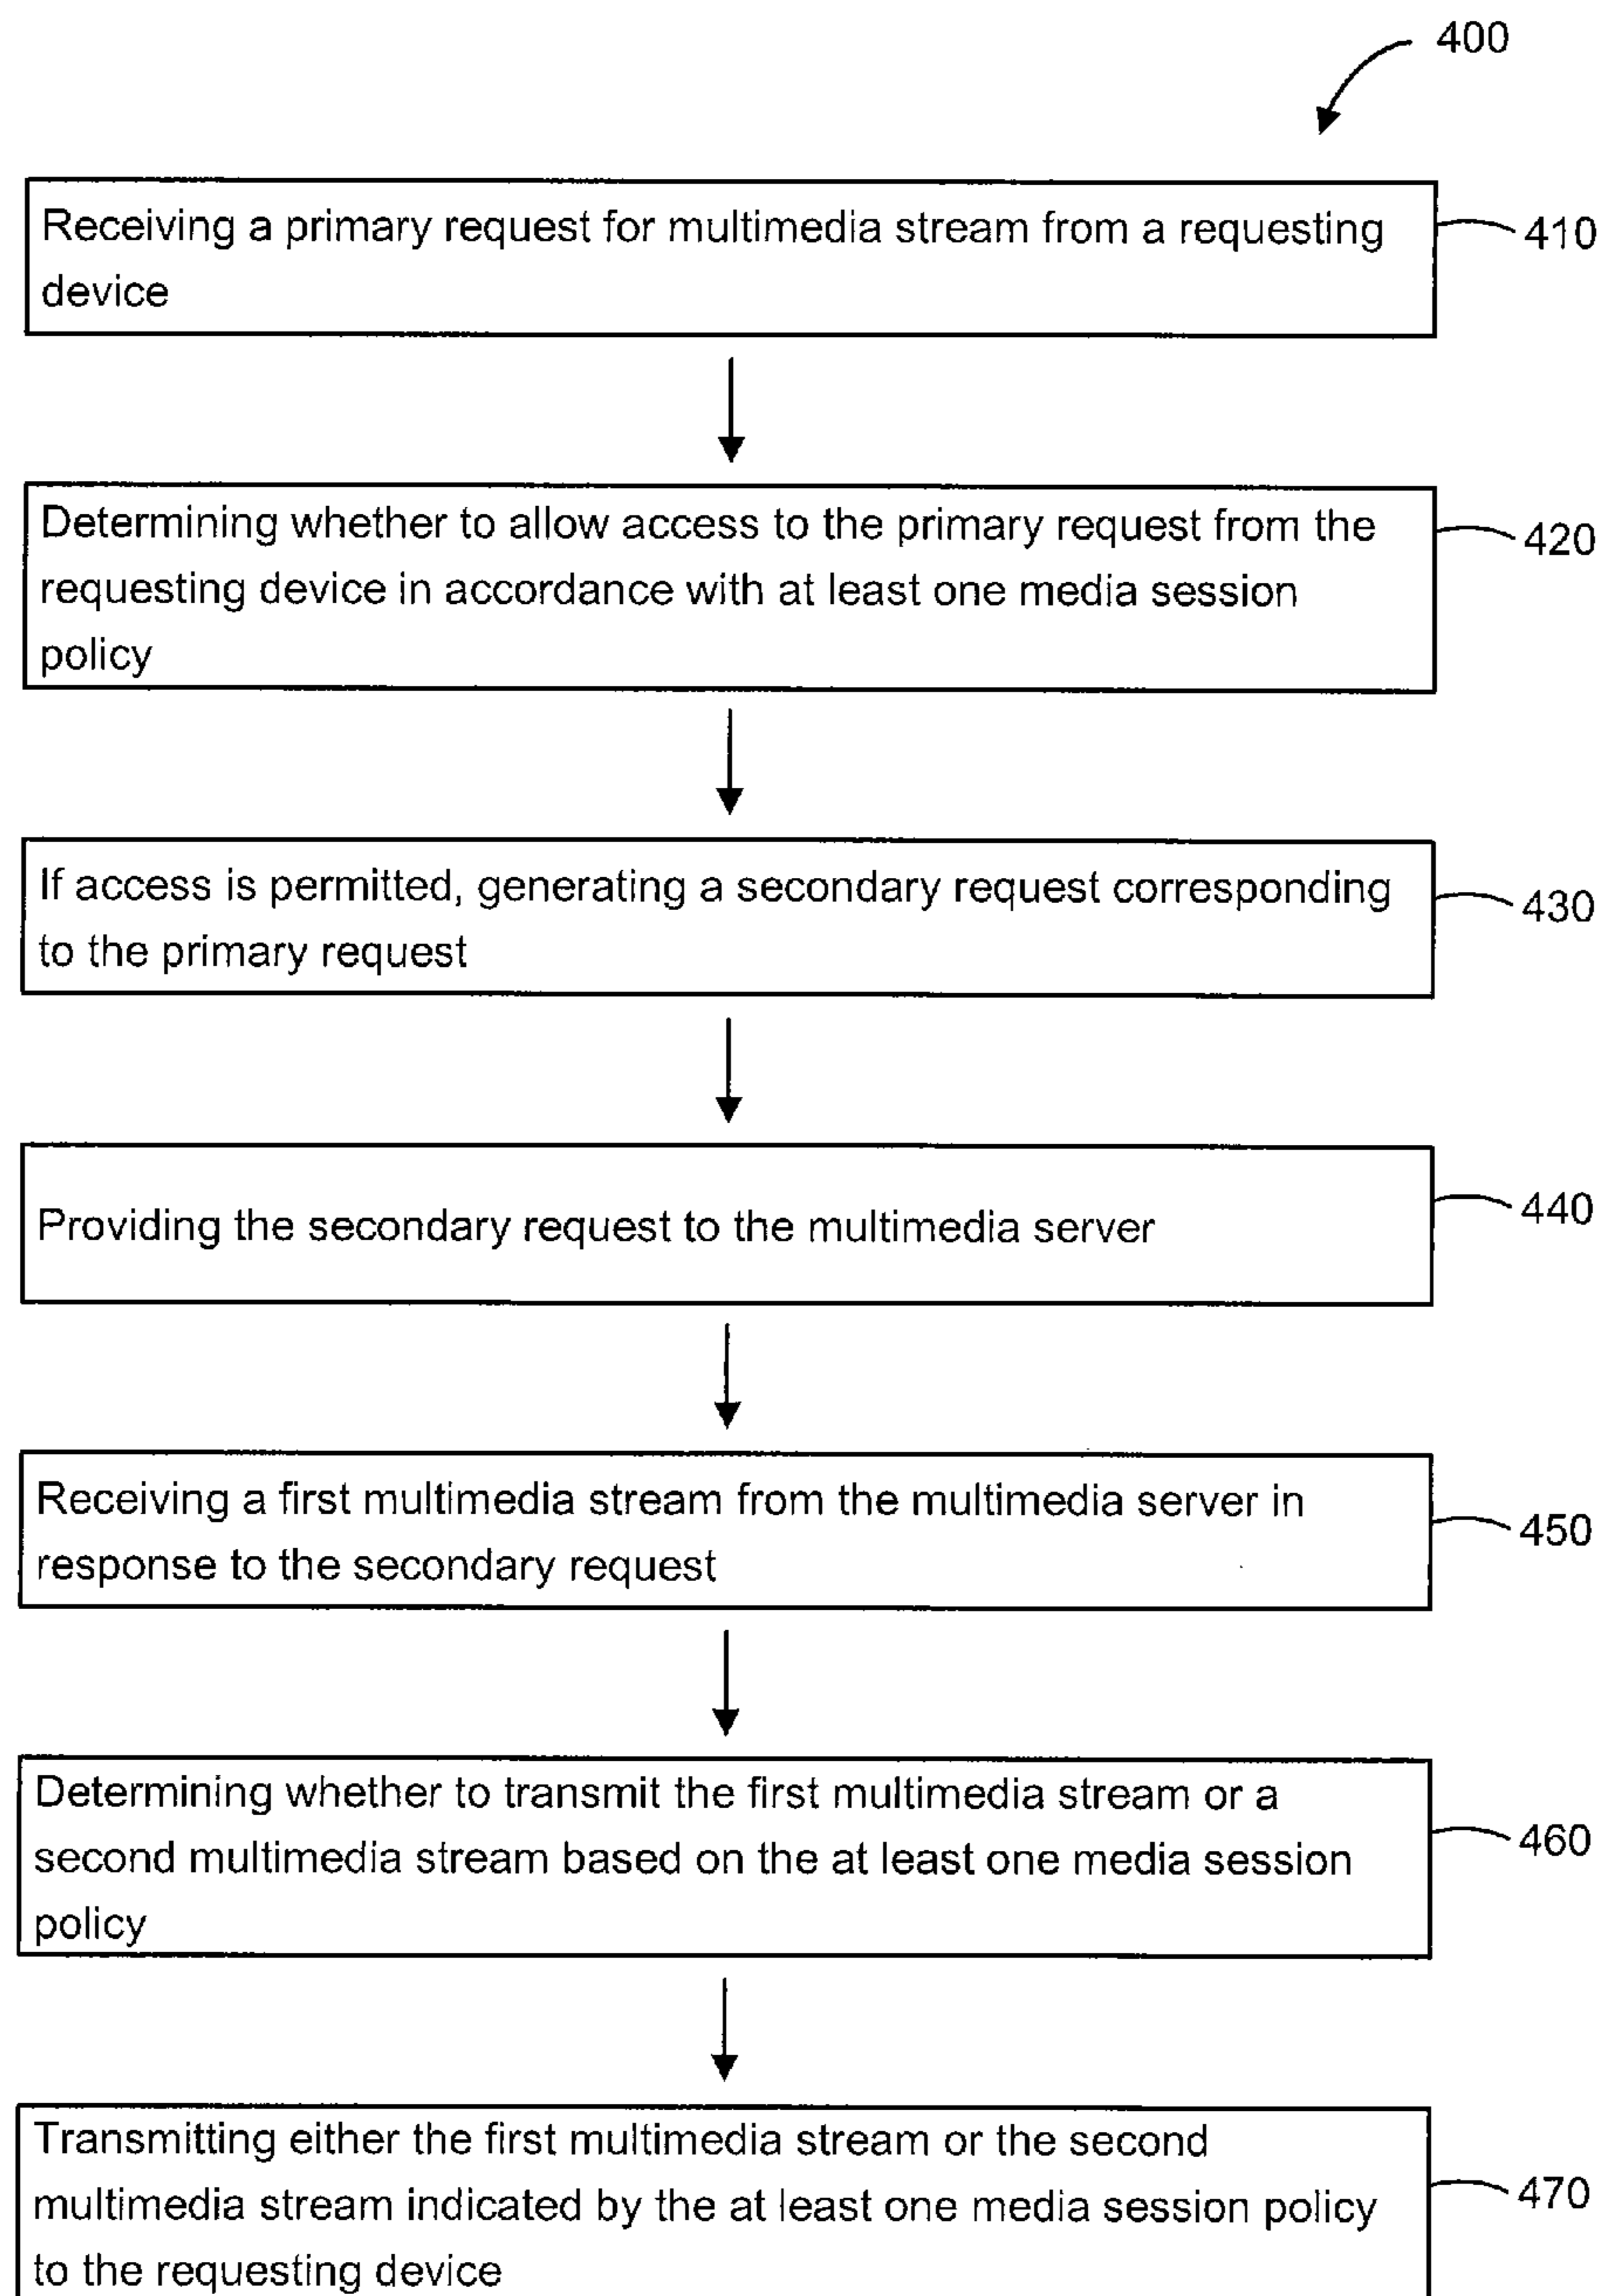 400
Receiving a primary request for multimedia stream from a requesting
device
410
Determining whether to allow access to the primary request from the
requesting device in accordance with at least one media session
policy
420
If access is permitted, generating a secondary request corresponding
to the primary request
430
Providing the secondary request to the multimedia server
440
Receiving a first multimedia stream from the multimedia server in
response to the secondary request
450
Determining whether to transmit the first multimedia stream or a
second multimedia stream based on the at least one media session
policy
460
Transmitting either the first multimedia stream or the second
multimedia stream indicated by the at least one media session policy
to the requesting device
470